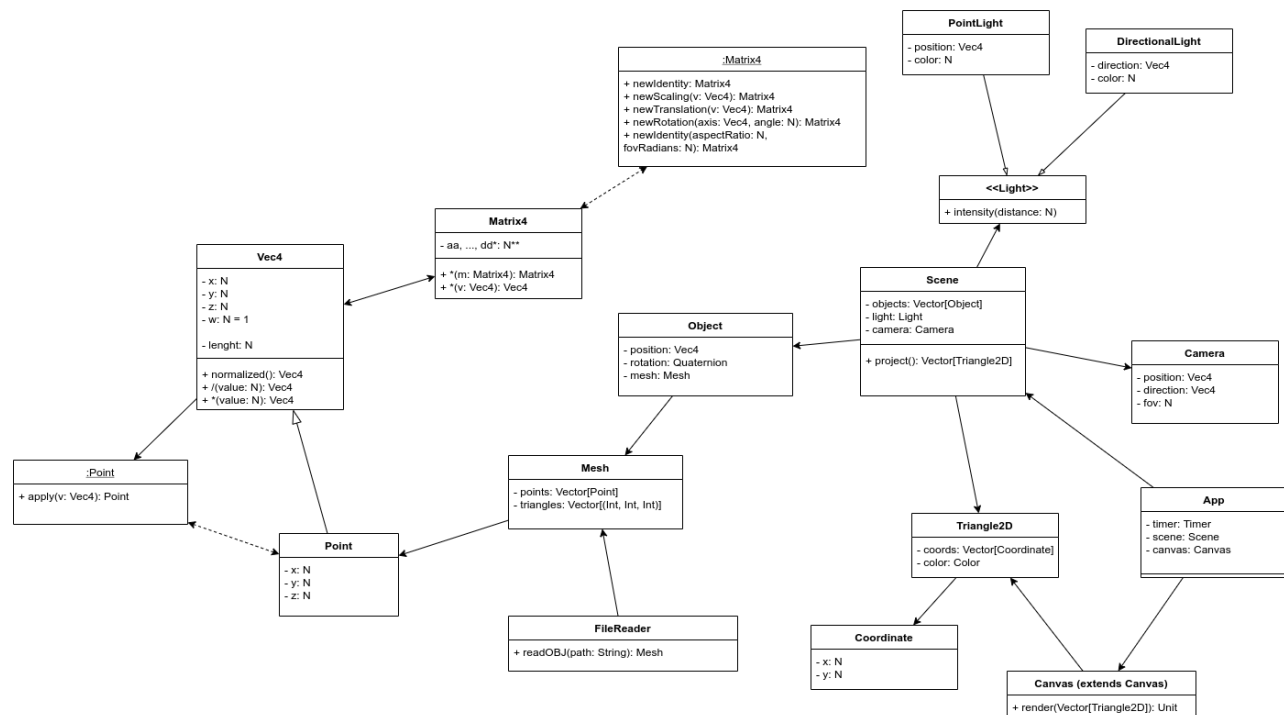 PointLight
- position: Vec4
- color: N
DirectionalLight
- direction: Vec4
- color: N
:Matrix4
+ newIdentity: Matrix4
+ newScaling(v: Vec4): Matrix4
+ newTranslation(v: Vec4): Matrix4
+ newRotation(axis: Vec4, angle: N): Matrix4
+ newIdentity(aspectRatio: N,
fovRadians: N): Matrix4
<<Light>>
+ intensity(distance: N)
Matrix4
- aa, ..., dd*: N**
+ *(m: Matrix4): Matrix4
+ *(v: Vec4): Vec4
Vec4
- x: N
- y: N
- z: N
- w: N = 1
- lenght: N
+ normalized(): Vec4
+ /(value: N): Vec4
+ *(value: N): Vec4
Scene
- objects: Vector[Object]
- light: Light
- camera: Camera
+ project(): Vector[Triangle2D]
Object
- position: Vec4
- rotation: Quaternion
- mesh: Mesh
Camera
- position: Vec4
- direction: Vec4
- fov: N
:Point
+ apply(v: Vec4): Point
Mesh
- points: Vector[Point]
- triangles: Vector[(Int, Int, Int)]
App
- timer: Timer
- scene: Scene
- canvas: Canvas
Triangle2D
- coords: Vector[Coordinate]
- color: Color
Point
- x: N
- y: N
- z: N
FileReader
+ readOBJ(path: String): Mesh
Coordinate
- x: N
- y: N
Canvas (extends Canvas)
+ render(Vector[Triangle2D]): Unit